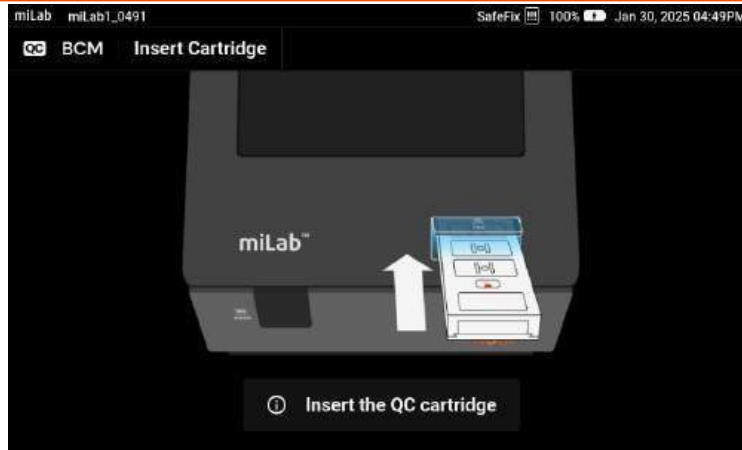 miLab miLab1_0491 SafeFix 100% Jan 30, 2025 04:49PM
QC BCM Insert Cartridge
miLab™
Insert the QC cartridge